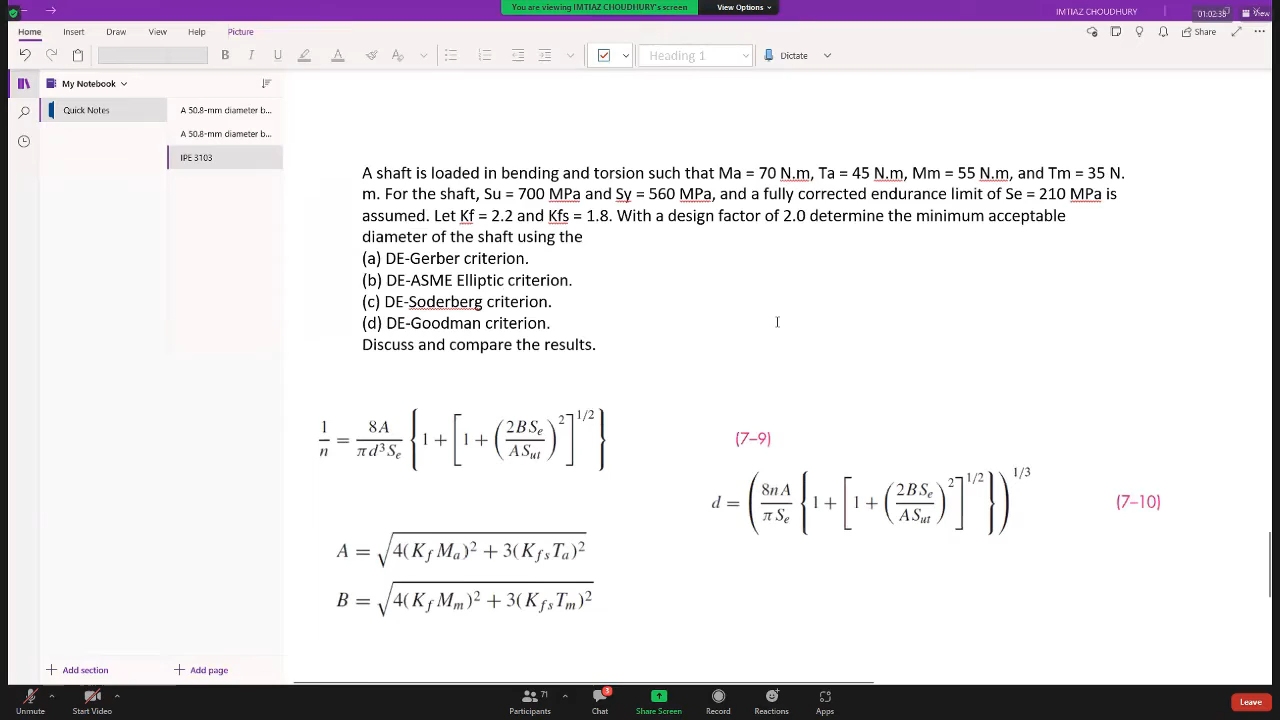 You are viewing IMTIAZ CHOUDHURY's screen
View Options
IMTIAZ CHOUDHURY
01:02:38
View
Home Insert Draw View Help Picture
Share
B I U
Heading 1
Dictate
My Notebook
Quick Notes
A 50.8-mm diameter b...
A 50.8-mm diameter b...
IPE 3103
A shaft is loaded in bending and torsion such that Ma = 70 N.m, Ta = 45 N.m, Mm = 55 N.m, and Tm = 35 N.
m. For the shaft, Su = 700 MPa and Sy = 560 MPa, and a fully corrected endurance limit of Se = 210 MPa is
assumed. Let Kf = 2.2 and Kfs = 1.8. With a design factor of 2.0 determine the minimum acceptable
diameter of the shaft using the
(a) DE-Gerber criterion.
(b) DE-ASME Elliptic criterion.
(c) DE-Soderberg criterion.
(d) DE-Goodman criterion.
Discuss and compare the results.
1/n = 8A/πd³Se {1 + [1 + (2BSe/ASut)²]^1/2}
(7–9)
d = (8nA/πSe {1 + [1 + (2BSe/ASut)²]^1/2})^1/3
(7–10)
A = √4(KfMa)² + 3(KfsTa)²
B = √4(KfMm)² + 3(KfsTm)²
Add section
Add page
Unmute
Start Video
71
Participants
3
Chat
Share Screen
Record
Reactions
Apps
Leave